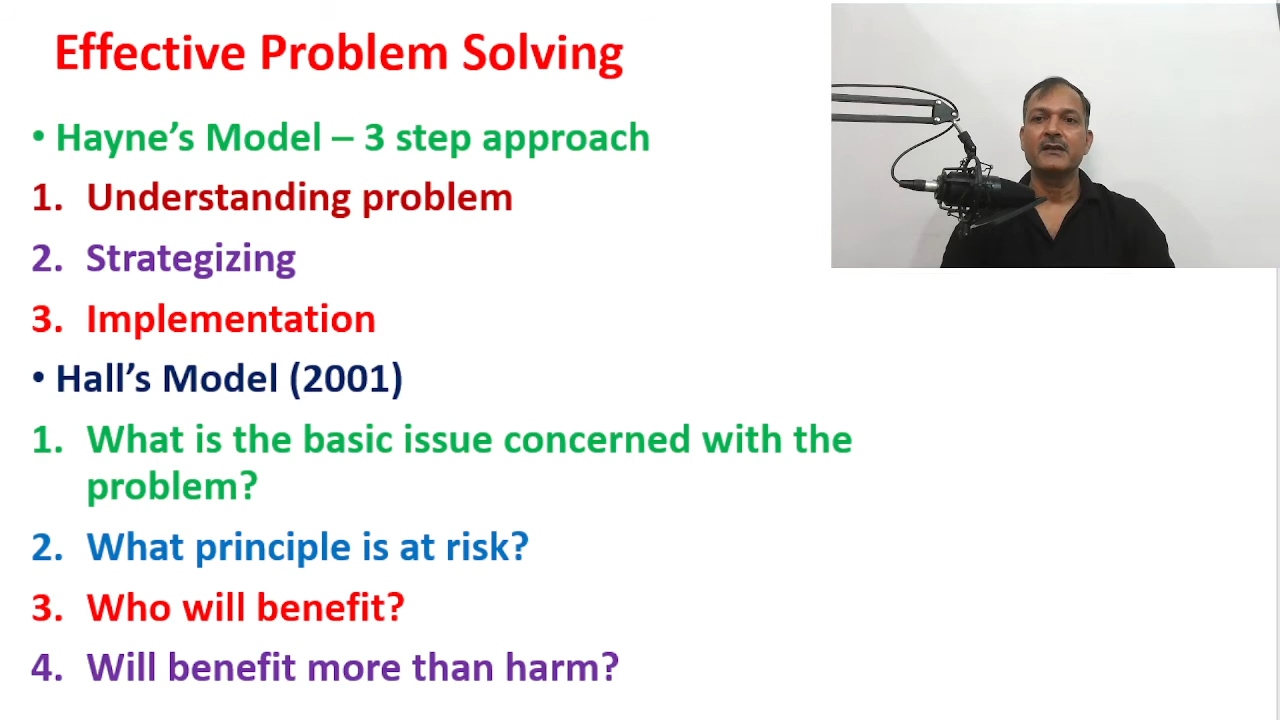 Effective Problem Solving
• Hayne’s Model – 3 step approach
1. Understanding problem
2. Strategizing
3. Implementation
• Hall’s Model (2001)
1. What is the basic issue concerned with the
problem?
2. What principle is at risk?
3. Who will benefit?
4. Will benefit more than harm?